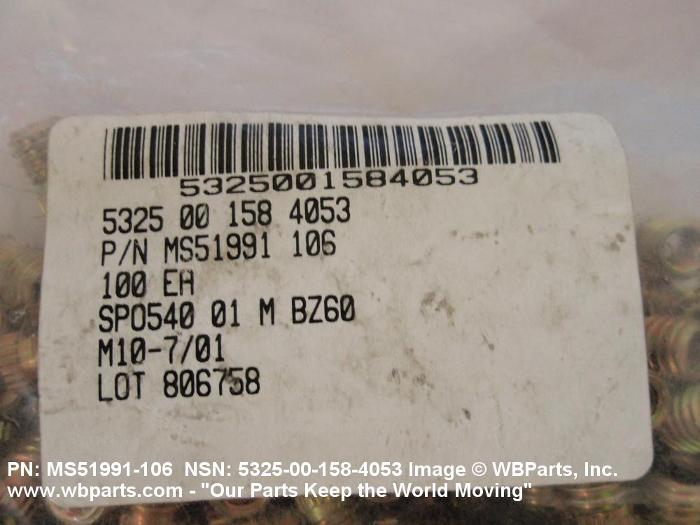 5325001584053
5325 00 158 4053
P/N MS51991 106
100 EA
SPO540 01 M BZ60
M10-7/01
LOT 806758
PN: MS51991-106 NSN: 5325-00-158-4053 Image © WBParts, Inc.
www.wbparts.com - "Our Parts Keep the World Moving"